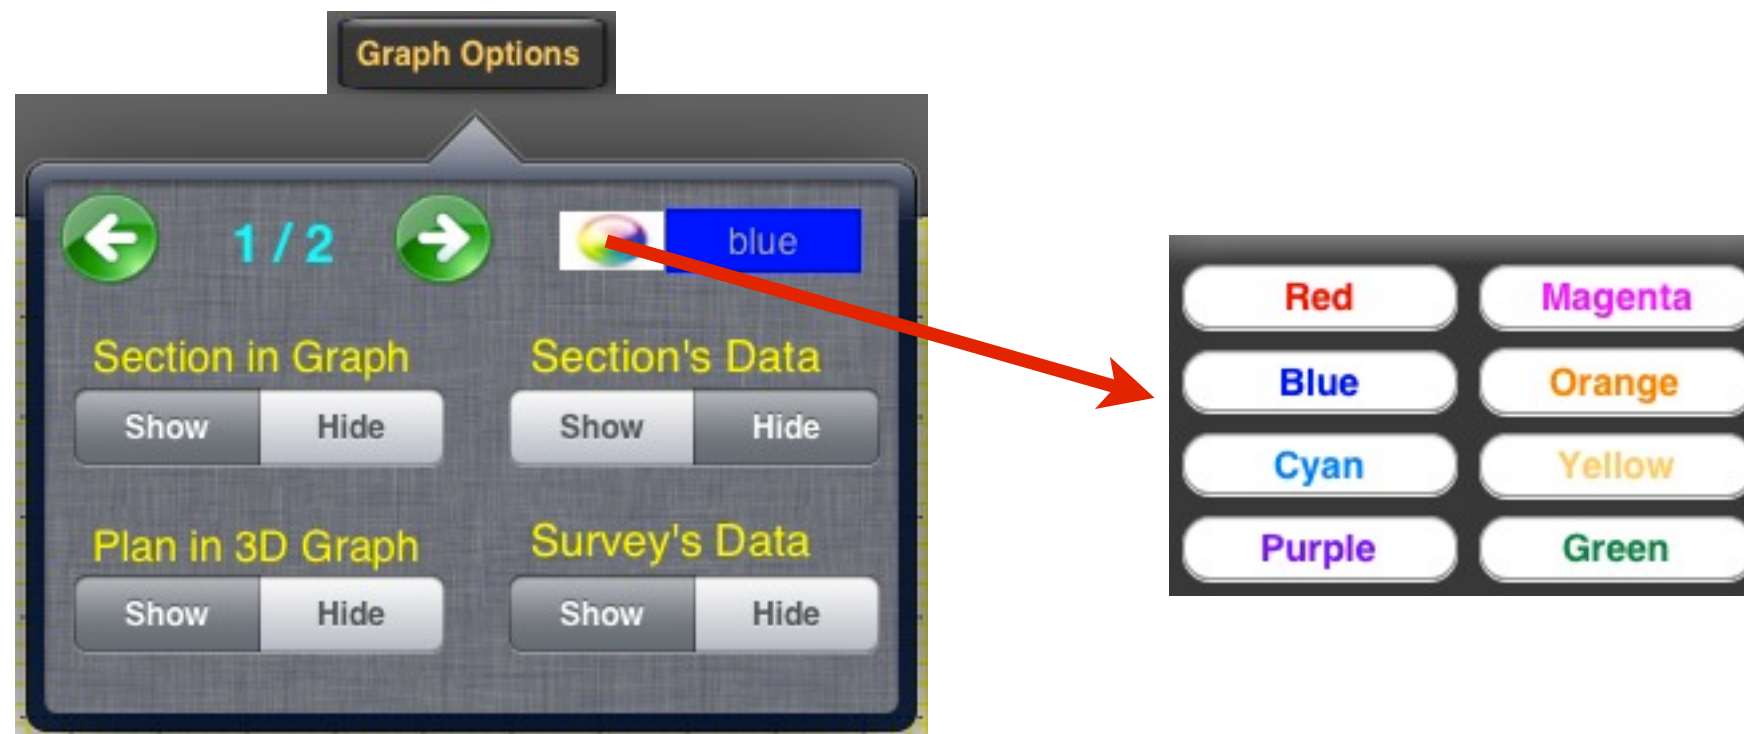 Graph Options
1 / 2
blue
Section in Graph
Section's Data
Show Hide
Show Hide
Plan in 3D Graph
Survey's Data
Show Hide
Show Hide
Red
Magenta
Blue
Orange
Cyan
Yellow
Purple
Green